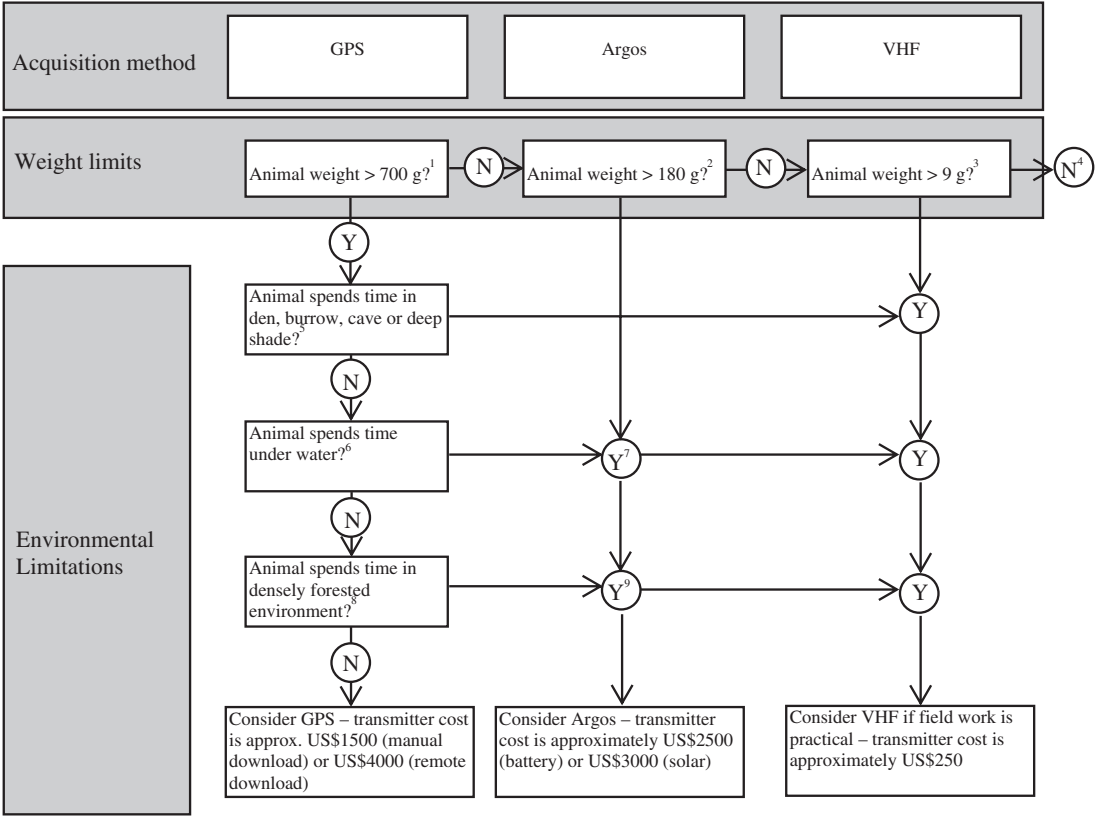 Acquisition method
GPS
Argos
VHF
Weight limits
Animal weight > 700 g?1
N
Animal weight > 180 g?2
N
Animal weight > 9 g?3
N4
Y
Animal spends time in
den, burrow, cave or deep
shade?5
Y
N
Animal spends time
under water?6
Y7
Y
N
Environmental
Limitations
Animal spends time in
densely forested
environment?8
Y9
Y
N
Consider GPS – transmitter cost
is approx. US$1500 (manual
download) or US$4000 (remote
download)
Consider Argos – transmitter
cost is approximately US$2500
(battery) or US$3000 (solar)
Consider VHF if field work is
practical – transmitter cost is
approximately US$250